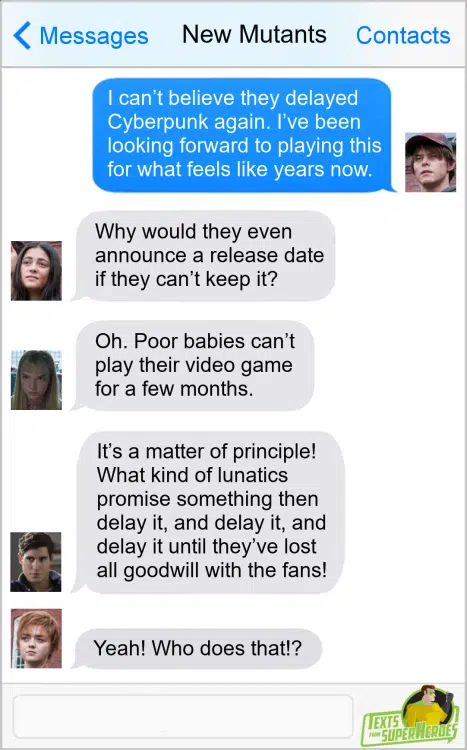 Messages New Mutants Contacts
I can’t believe they delayed
Cyberpunk again. I’ve been
looking forward to playing this
for what feels like years now.
Why would they even
announce a release date
if they can’t keep it?
Oh. Poor babies can’t
play their video game
for a few months.
It’s a matter of principle!
What kind of lunatics
promise something then
delay it, and delay it, and
delay it until they’ve lost
all goodwill with the fans!
Yeah! Who does that!?
TEXTS
FROM SUPERHEROES